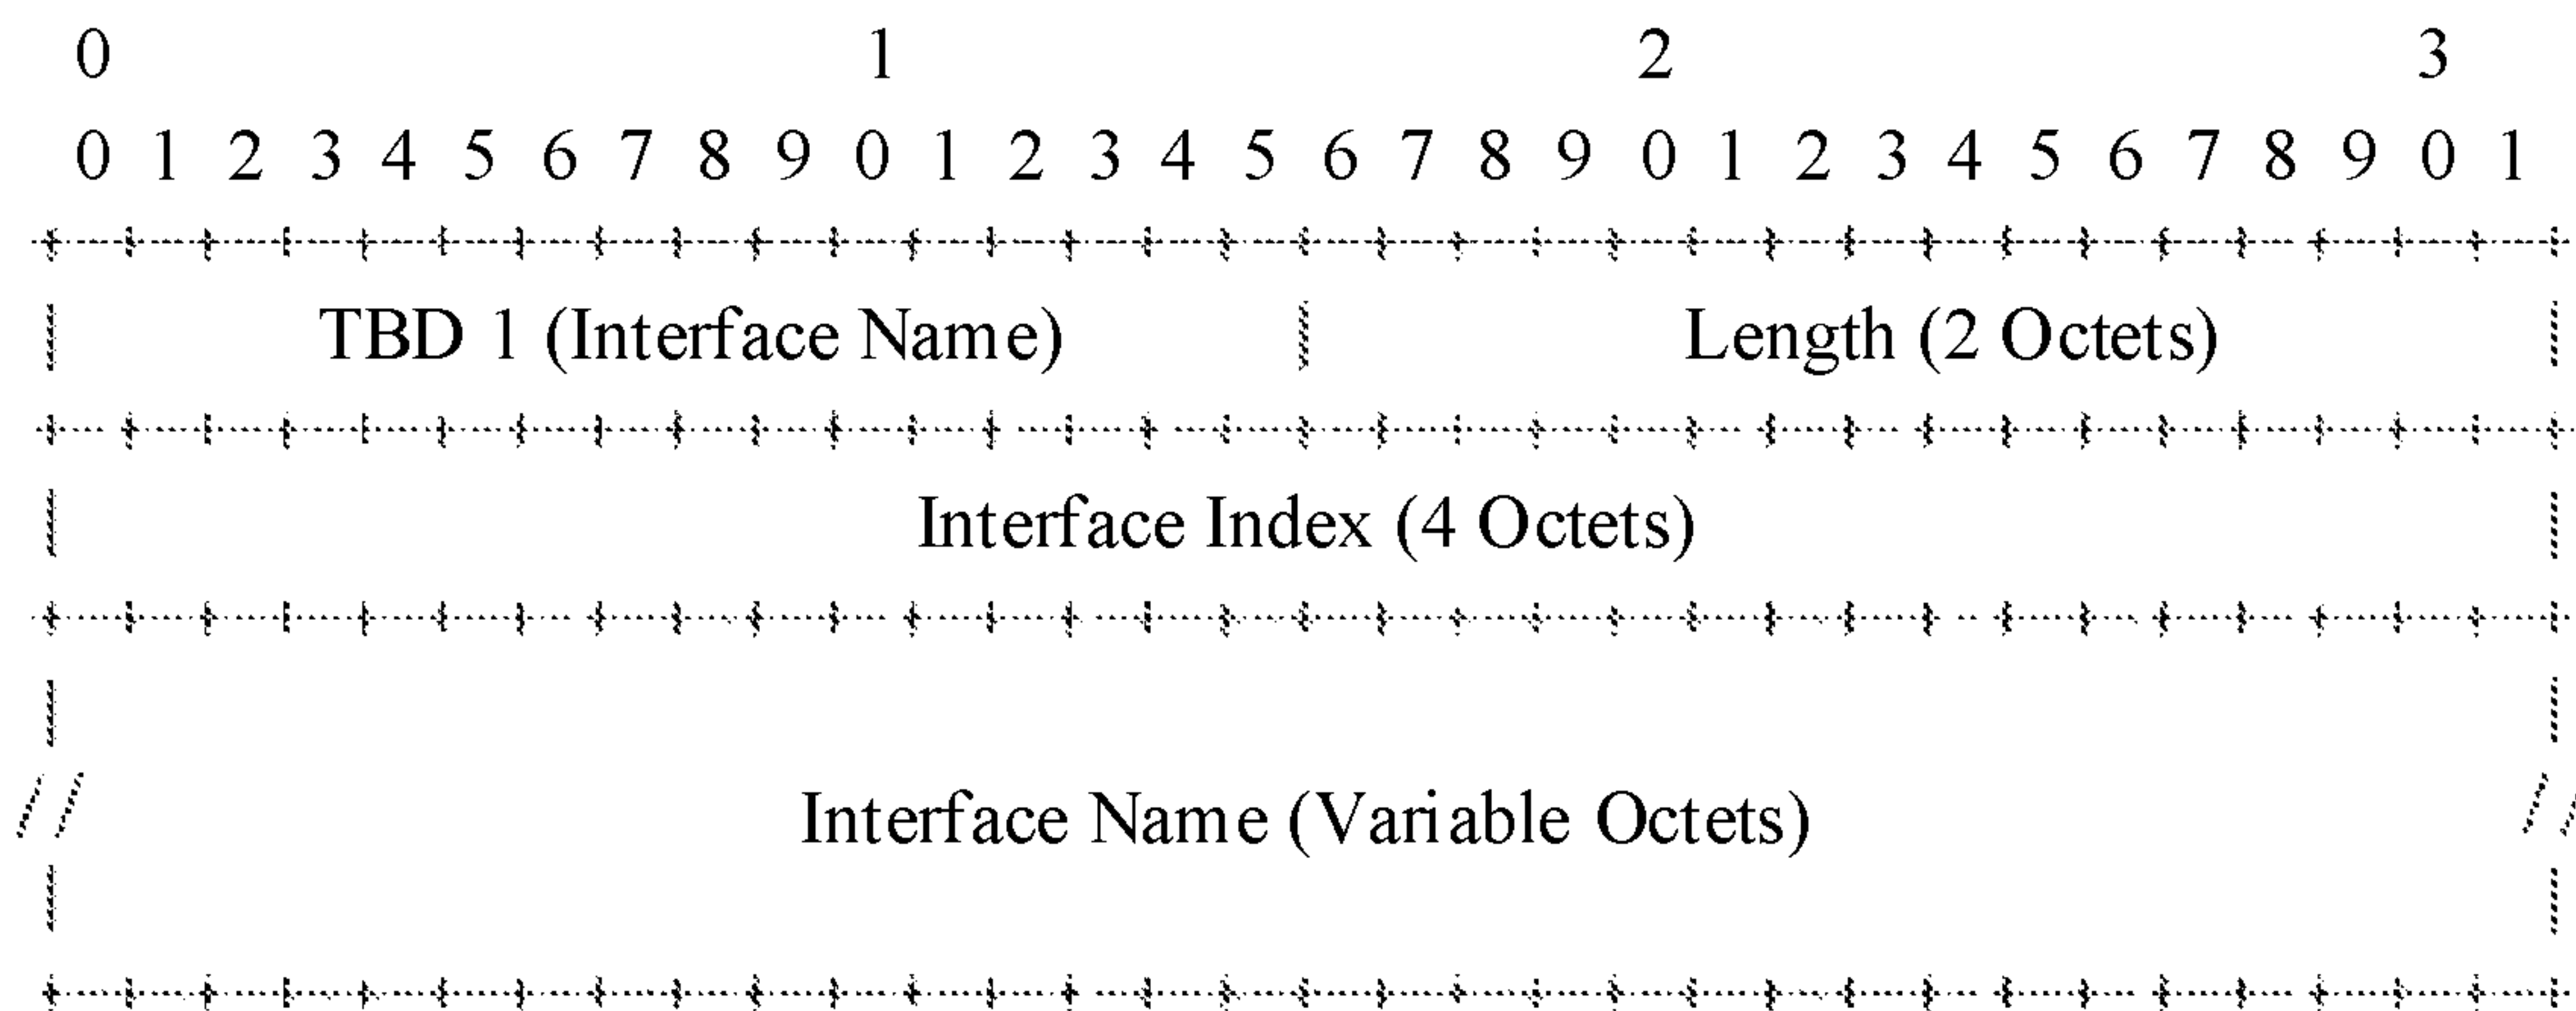 0 1 2 3
0 1 2 3 4 5 6 7 8 9 0 1 2 3 4 5 6 7 8 9 0 1 2 3 4 5 6 7 8 9 0 1
TBD 1 (Interface Name) Length (2 Octets)
Interface Index (4 Octets)
Interface Name (Variable Octets)